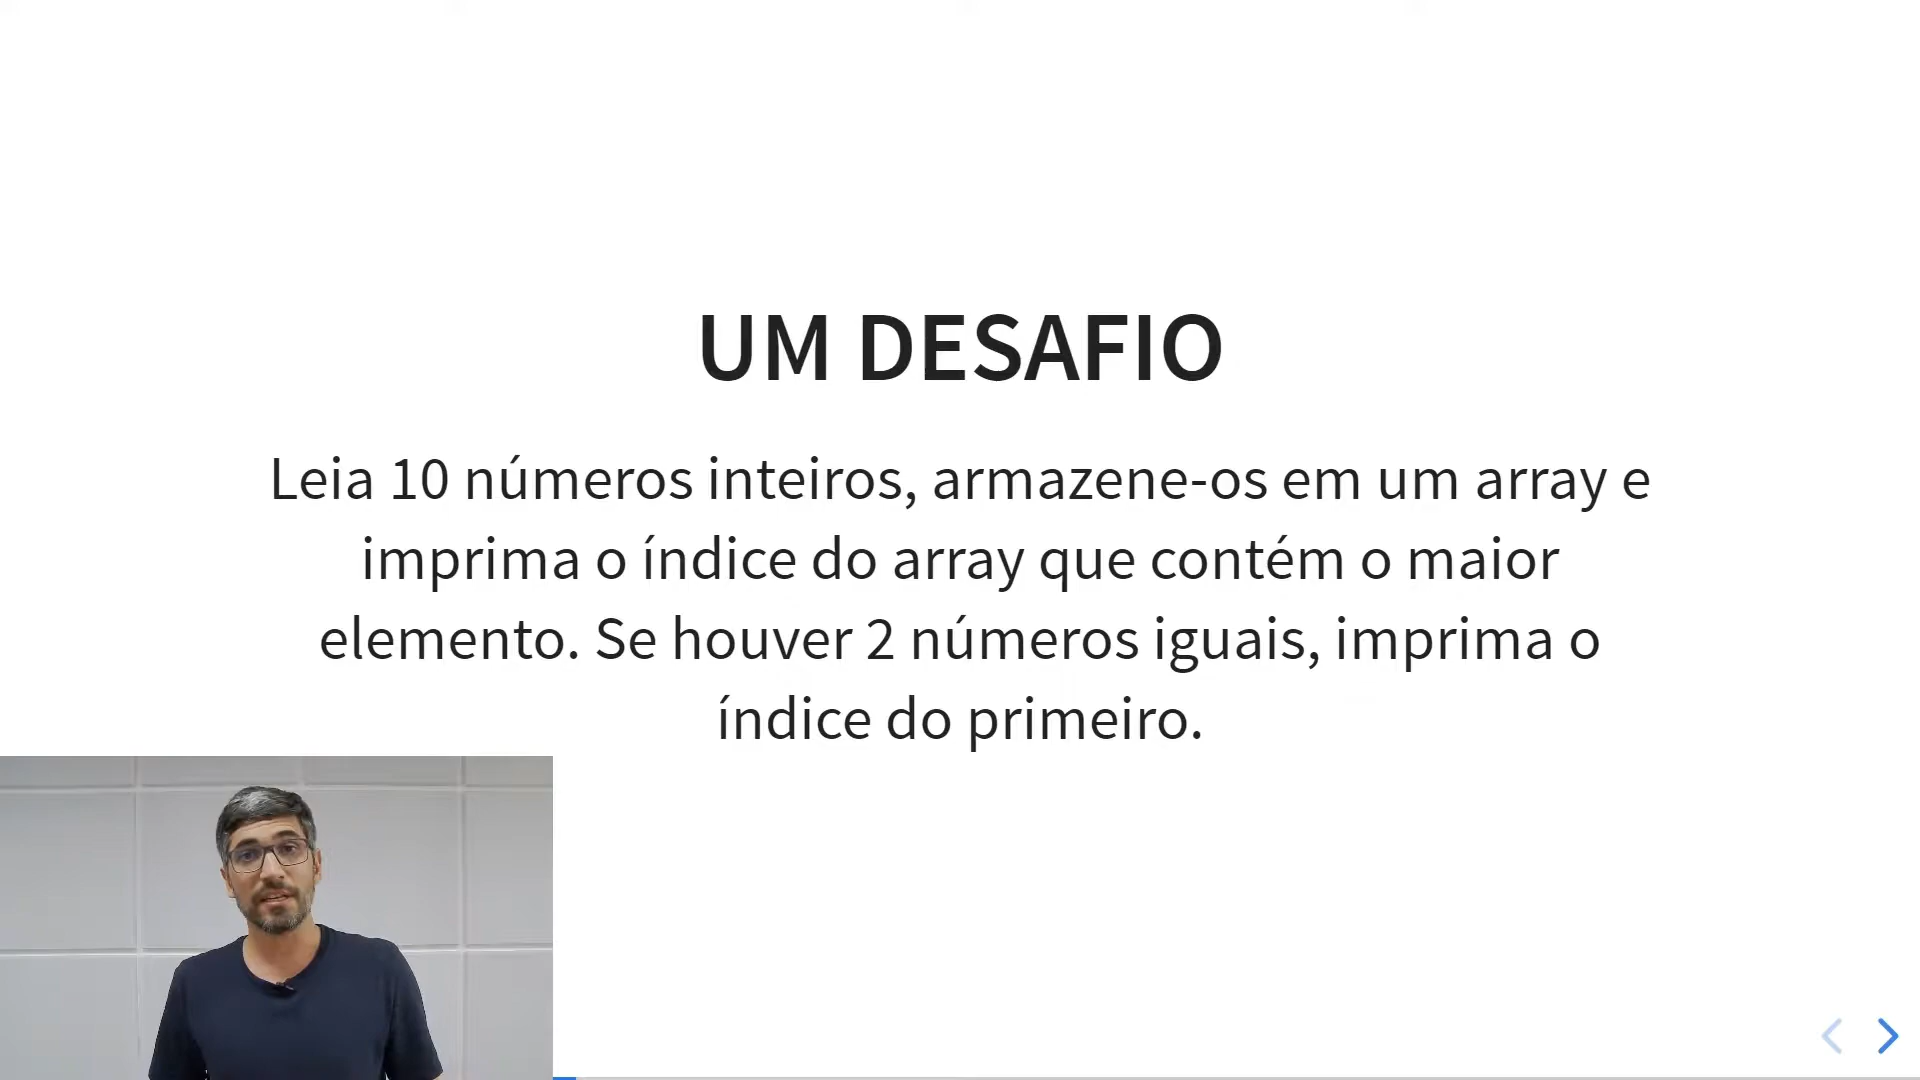 UM DESAFIO
Leia 10 números inteiros, armazene-os em um array e
imprima o índice do array que contém o maior
elemento. Se houver 2 números iguais, imprima o
índice do primeiro.